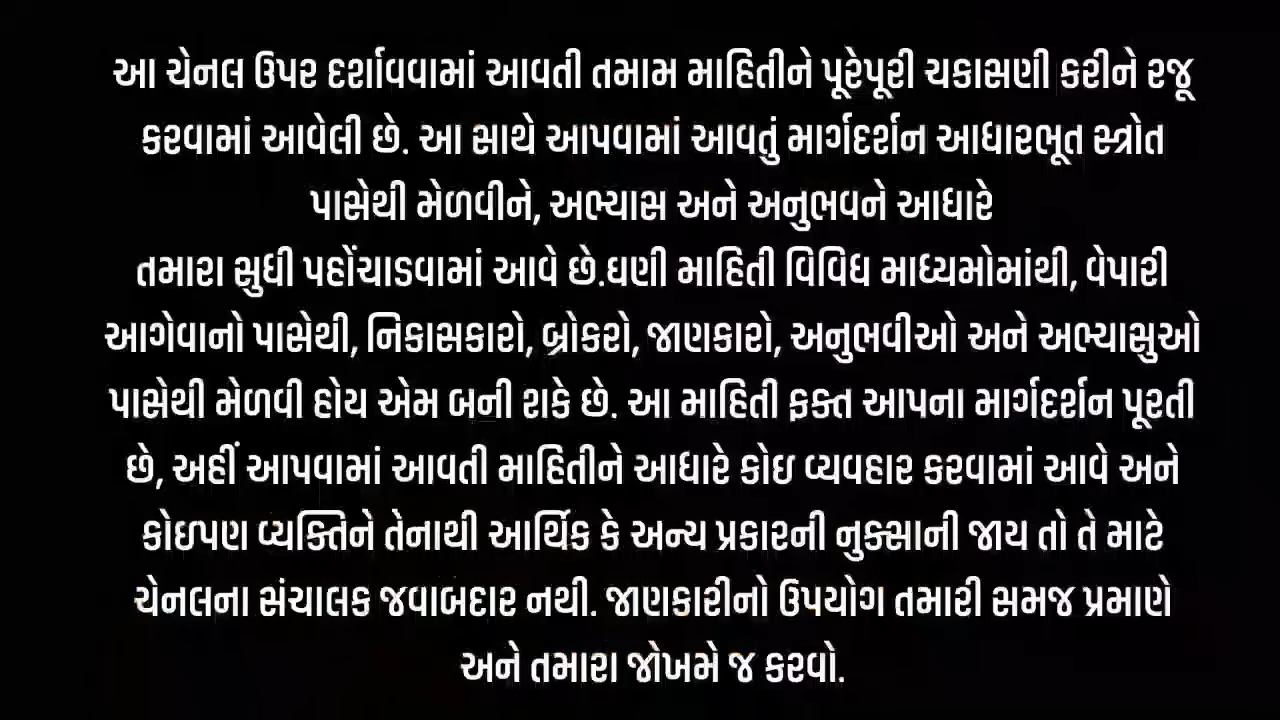 આ ચેનલ ઉપર દર્શાવવામાં આવતી તમામ માહિતીને પૂરેપૂરી ચકાસણી કરીને રજૂ
કરવામાં આવેલી છે. આ સાથે આપવામાં આવતું માર્ગદર્શન આધારભૂત સ્ત્રોત
પાસેથી મેળવીને, અભ્યાસ અને અનુભવને આધારે
તમારા સુધી પહોંચાડવામાં આવે છે.ઘણી માહિતી વિવિધ માધ્યમોમાંથી, વેપારી
આગેવાનો પાસેથી, નિકાસકારો, બ્રોકરો, જાણકારો, અનુભવીઓ અને અભ્યાસુઓ
પાસેથી મેળવી હોય એમ બની શકે છે. આ માહિતી ફક્ત આપના માર્ગદર્શન પૂરતી
છે, અહીં આપવામાં આવતી માહિતીને આધારે કોઇ વ્યવહાર કરવામાં આવે અને
કોઇપણ વ્યક્તિને તેનાથી આર્થિક કે અન્ય પ્રકારની નુક્સાની જાય તો તે માટે
ચેનલના સંચાલક જવાબદાર નથી. જાણકારીનો ઉપયોગ તમારી સમજ પ્રમાણે
અને તમારા જોખમે જ કરવો.